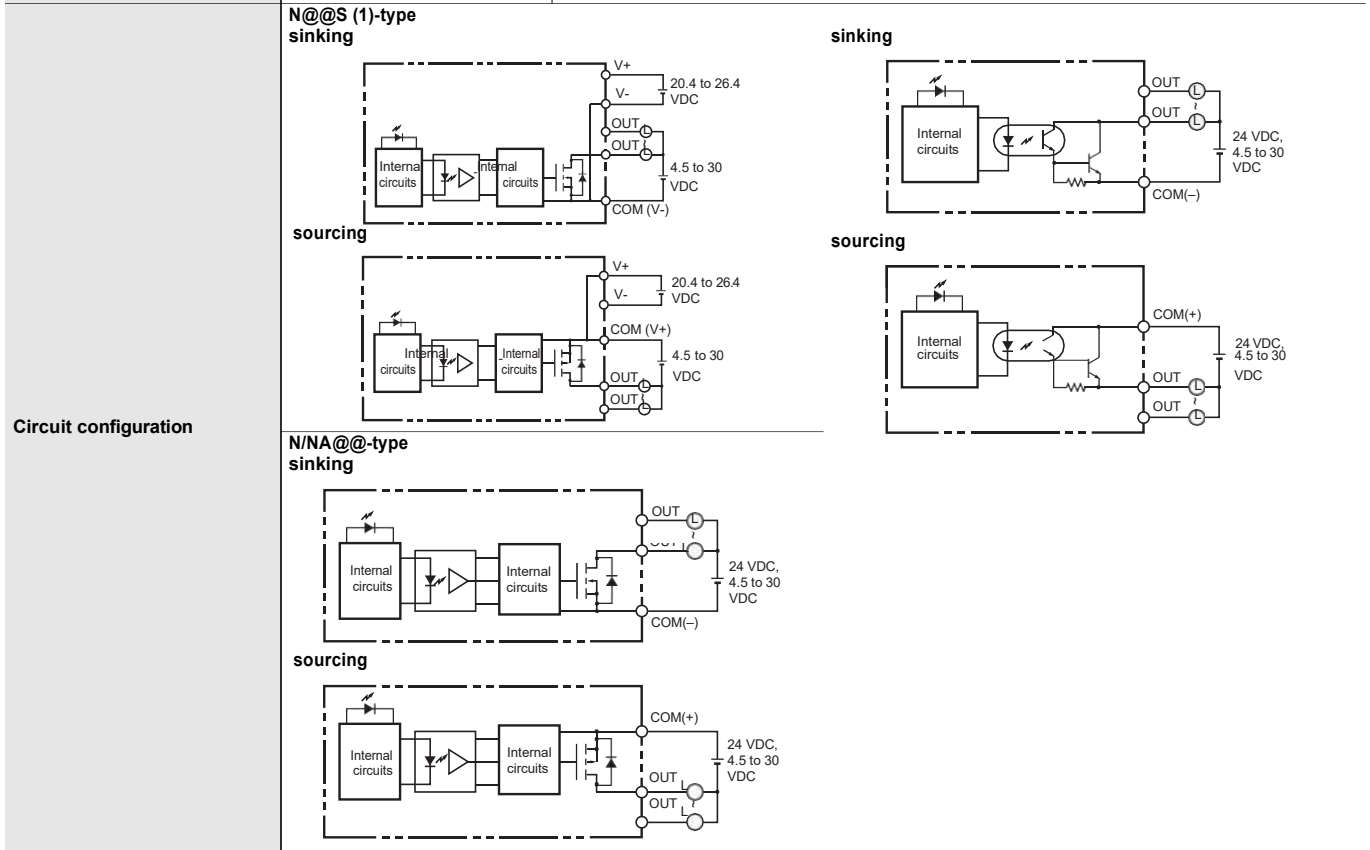 Circuit configuration
N@@S (1)-type
sinking
V+
20.4 to 26.4
VDC
V-
OUT
L
OUT
L
Interna
circuits
_Internal
circuits
4.5 to 30
VDC
COM (V-)
sourcing
V+
20.4 to 26.4
VDC
V-
COM (V+)
Internal
circuits
_Internal
circuits
4.5 to 30
VDC
OUT
L
OUT
L
N/NA@@-type
sinking
OUT
L
L
Internal
circuits
Internal
circuits
24 VDC,
4.5 to 30
VDC
COM(–)
sourcing
COM(+)
Internal
circuits
Internal
circuits
24 VDC,
4.5 to 30
VDC
OUT
L
OUT
L
sinking
OUT
L
OUT
L
Internal
circuits
24 VDC,
4.5 to 30
VDC
COM(–)
sourcing
COM(+)
Internal
circuits
24 VDC,
4.5 to 30
VDC
OUT
L
OUT
L